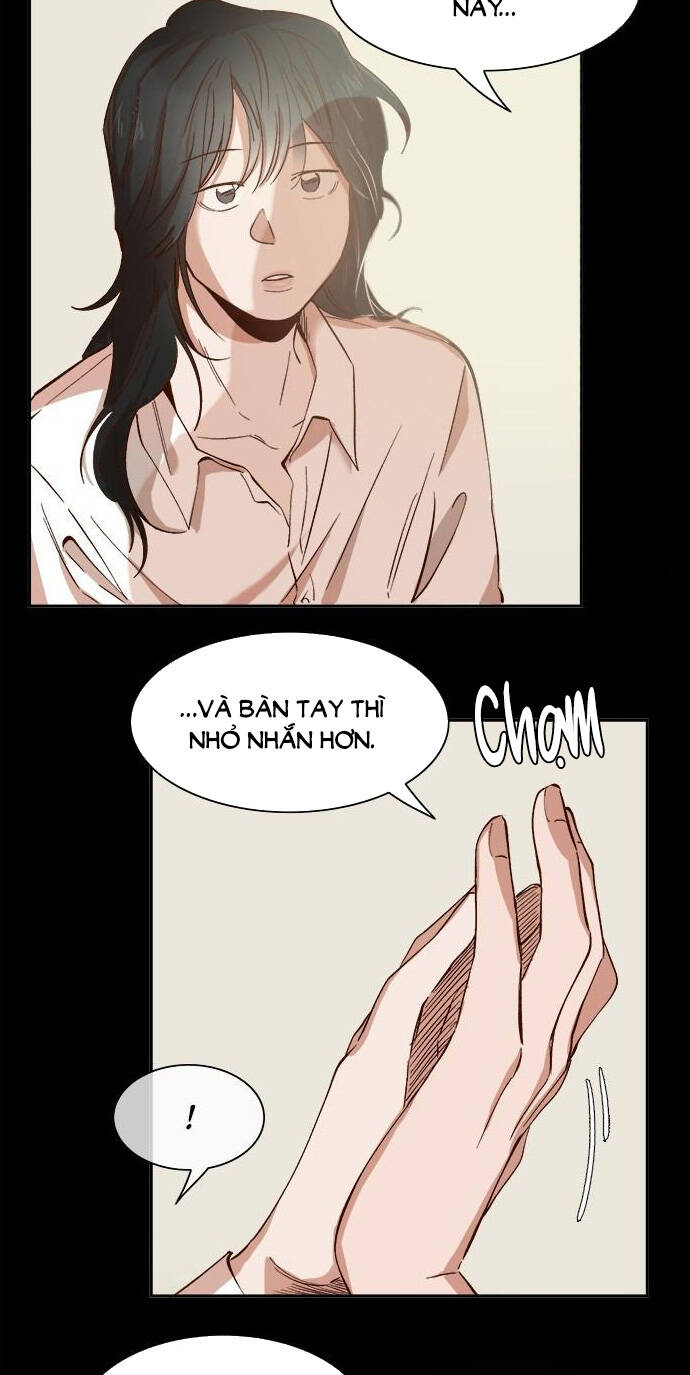 NÀY...
...VÀ BÀN TAY THÌ
NHỎ NHẮN HƠN.
CHẠM
!